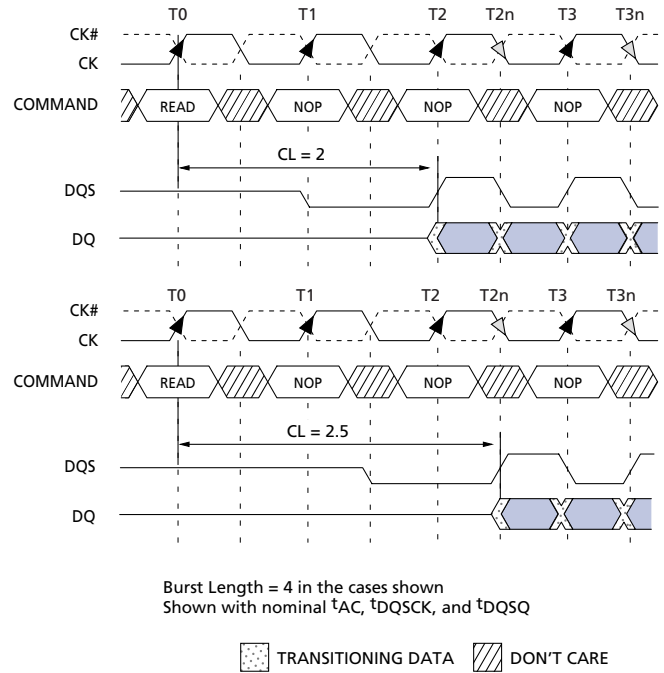 T0 T1 T2 T2n T3 T3n
CK#
CK
COMMAND READ NOP NOP NOP
CL = 2
DQS
DQ
T0 T1 T2 T2n T3 T3n
CK#
CK
COMMAND READ NOP NOP NOP
CL = 2.5
DQS
DQ
Burst Length = 4 in the cases shown
Shown with nominal tAC, tDQSCK, and tDQSQ
TRANSITIONING DATA DON'T CARE